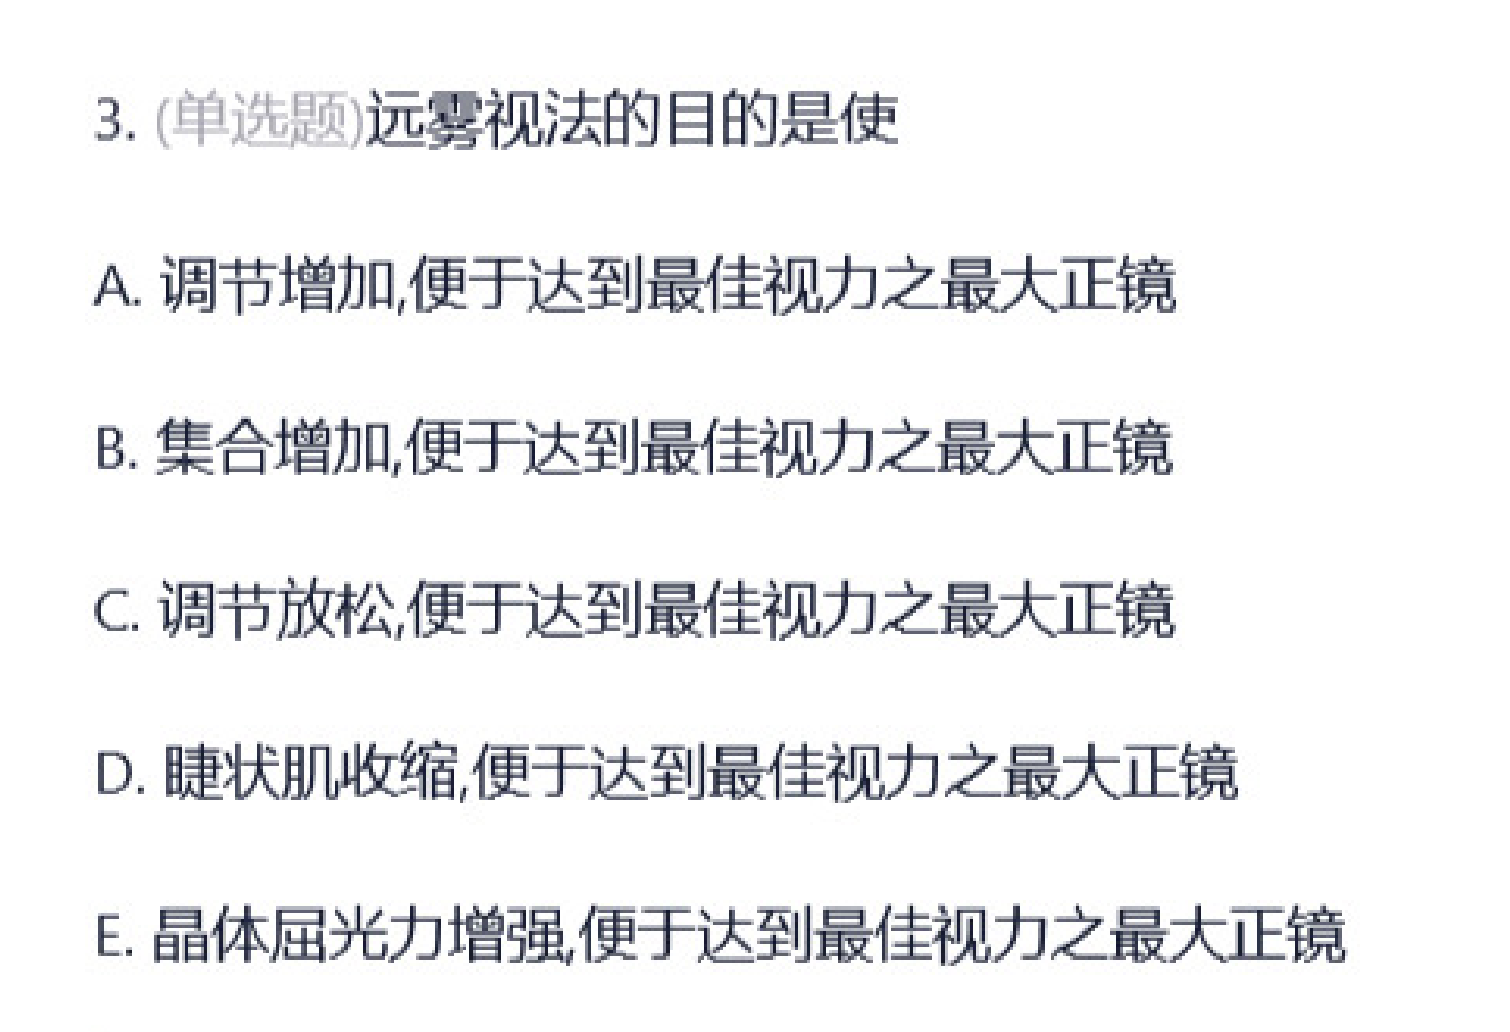 3. (单选题)远雾视法的目的是使
A. 调节增加,便于达到最佳视力之最大正镜
B. 集合增加,便于达到最佳视力之最大正镜
C. 调节放松,便于达到最佳视力之最大正镜
D. 睫状肌收缩,便于达到最佳视力之最大正镜
E. 晶体屈光力增强,便于达到最佳视力之最大正镜